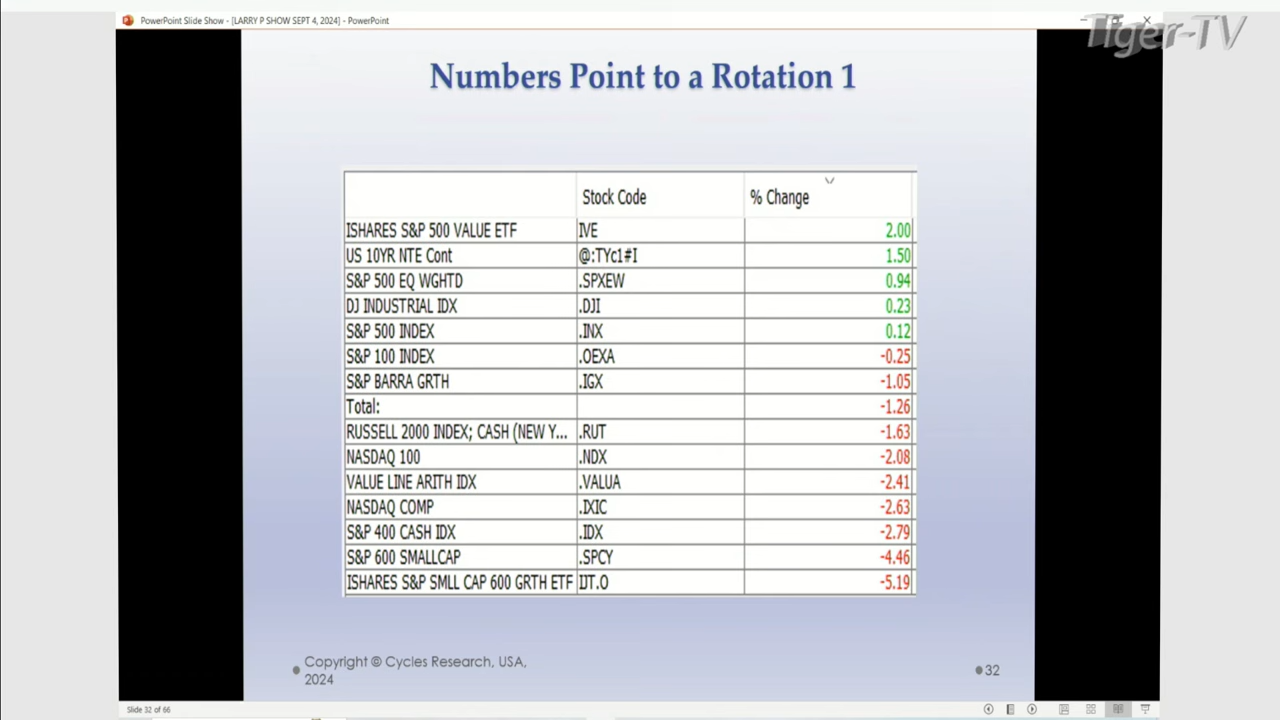 PowerPoint Slide Show - [LARRY P SHOW SEPT 4, 2024] - PowerPoint
Tiger-TV
Numbers Point to a Rotation 1
Stock Code % Change
ISHARES S&P 500 VALUE ETF IVE 2.00
US 10YR NTE Cont @:TYc1#I 1.50
S&P 500 EQ WGHTD .SPXEW 0.94
DJ INDUSTRIAL IDX .DJI 0.23
S&P 500 INDEX .INX 0.12
S&P 100 INDEX .OEXA -0.25
S&P BARRA GRTH .IGX -1.05
Total: -1.26
RUSSELL 2000 INDEX; CASH (NEW Y... .RUT -1.63
NASDAQ 100 .NDX -2.08
VALUE LINE ARITH IDX .VALUA -2.41
NASDAQ COMP .IXIC -2.63
S&P 400 CASH IDX .IDX -2.79
S&P 600 SMALLCAP .SPCY -4.46
ISHARES S&P SMLL CAP 600 GRTH ETF IJT.O -5.19
Copyright © Cycles Research, USA,
2024
32
Slide 32 of 66